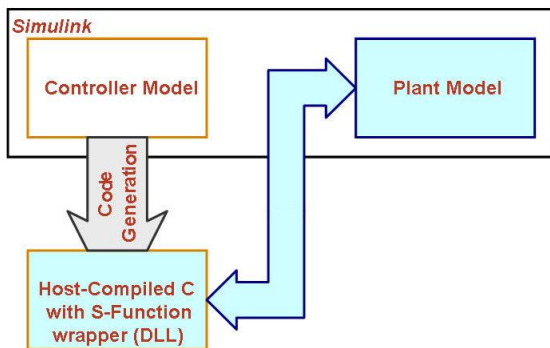 Simulink
Controller Model
Plant Model
Code
Generation
Host-Compiled C
with S-Function
wrapper (DLL)